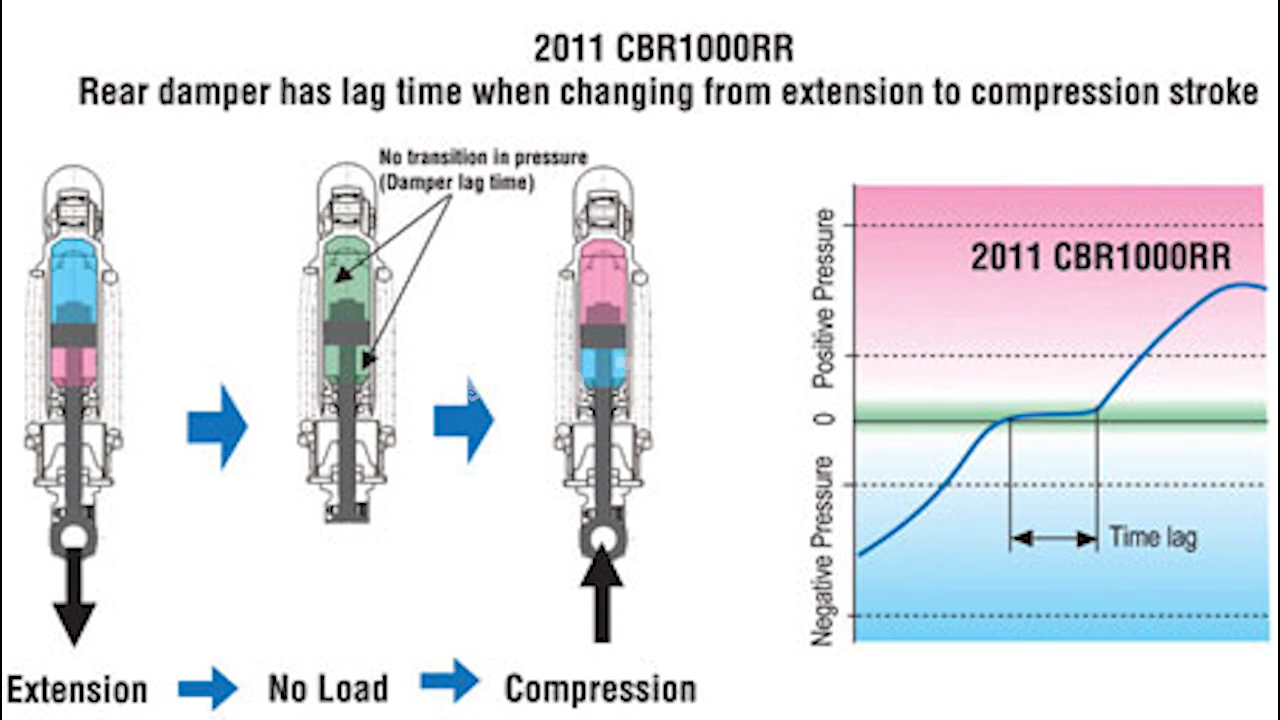 2011 CBR1000RR
Rear damper has lag time when changing from extension to compression stroke
No transition in pressure
(Damper lag time)
2011 CBR1000RR
Positive Pressure
0
Negative Pressure
Time lag
Extension
No Load
Compression